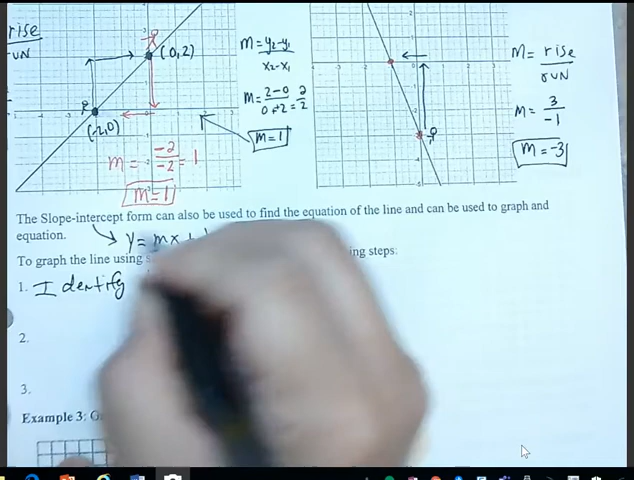 rise
run
(0,2)
(-2,0)
m = y₂-y₁
x₂-x₁
m = 2-0 = 2
0+2 2
m=1
m = -2 = 1
-2
m=1
m = rise
run
m = 3
-1
m=-3
The Slope-intercept form can also be used to find the equation of the line and can be used to graph and
equation.
y = mx +
To graph the line using
ing steps:
1. Identify
2.
3.
Example 3: